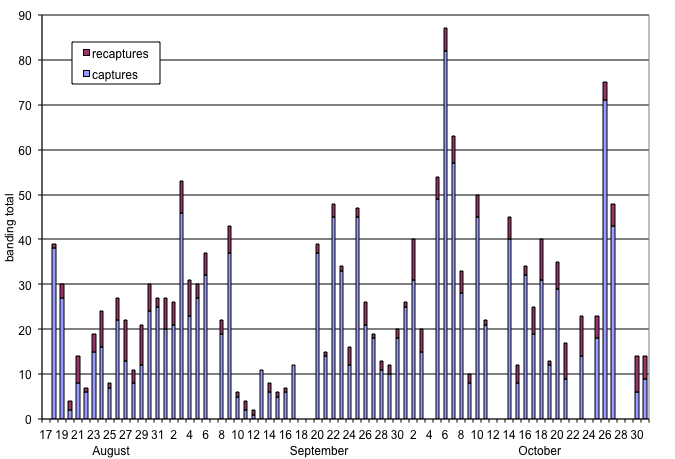 90
80
70
60
50
40
30
20
10
0
banding total
recaptures
captures
17 19 21 23 25 27 29 31 2 4 6 8 10 12 14 16 18 20 22 24 26 28 30 2 4 6 8 10 12 14 16 18 20 22 24 26 28 30
August September October